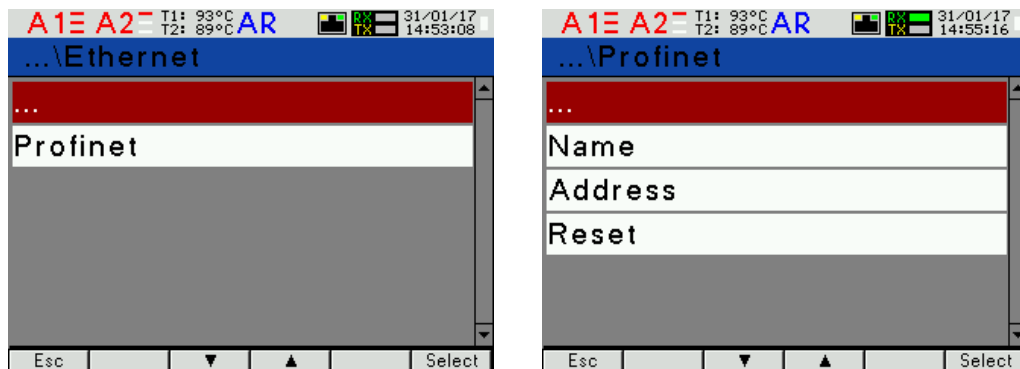 A1 A2 T1: 93°C AR RX 31/01/17
T2: 89°C TX 14:53:08
...\Ethernet
...
Profinet
Esc ▼ ▲ Select
A1 A2 T1: 93°C AR RX 31/01/17
T2: 89°C TX 14:55:16
...\Profinet
...
Name
Address
Reset
Esc ▼ ▲ Select